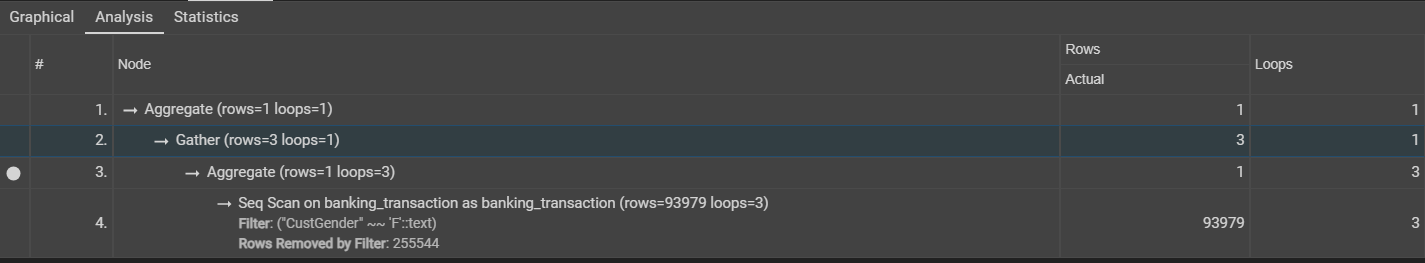 Graphical Analysis Statistics
# Node Rows Loops
Actual
1. → Aggregate (rows=1 loops=1) 1 1
2. → Gather (rows=3 loops=1) 3 1
3. → Aggregate (rows=1 loops=3) 1 3
4. → Seq Scan on banking_transaction as banking_transaction (rows=93979 loops=3) 93979 3
Filter: ("CustGender" ~~ 'F'::text)
Rows Removed by Filter: 255544